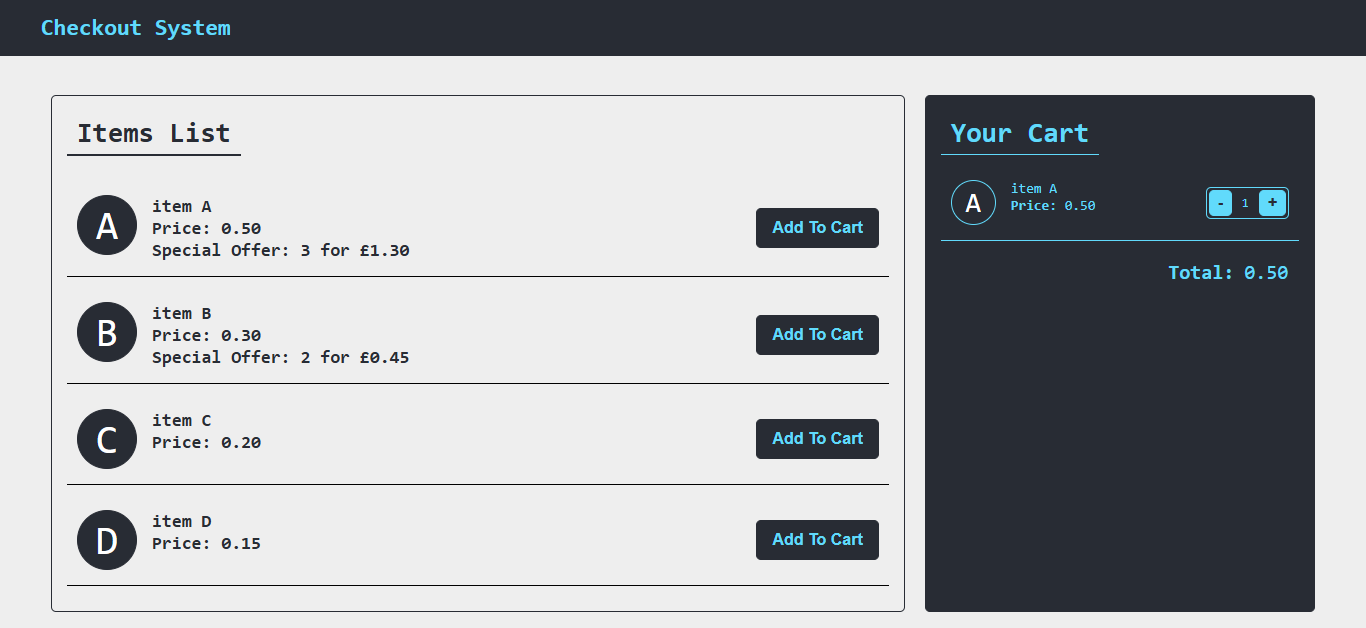 Checkout System
Items List
A
item A
Price: 0.50
Special Offer: 3 for £1.30
Add To Cart
B
item B
Price: 0.30
Special Offer: 2 for £0.45
Add To Cart
C
item C
Price: 0.20
Add To Cart
D
item D
Price: 0.15
Add To Cart
Your Cart
A
item A
Price: 0.50
- 1 +
Total: 0.50